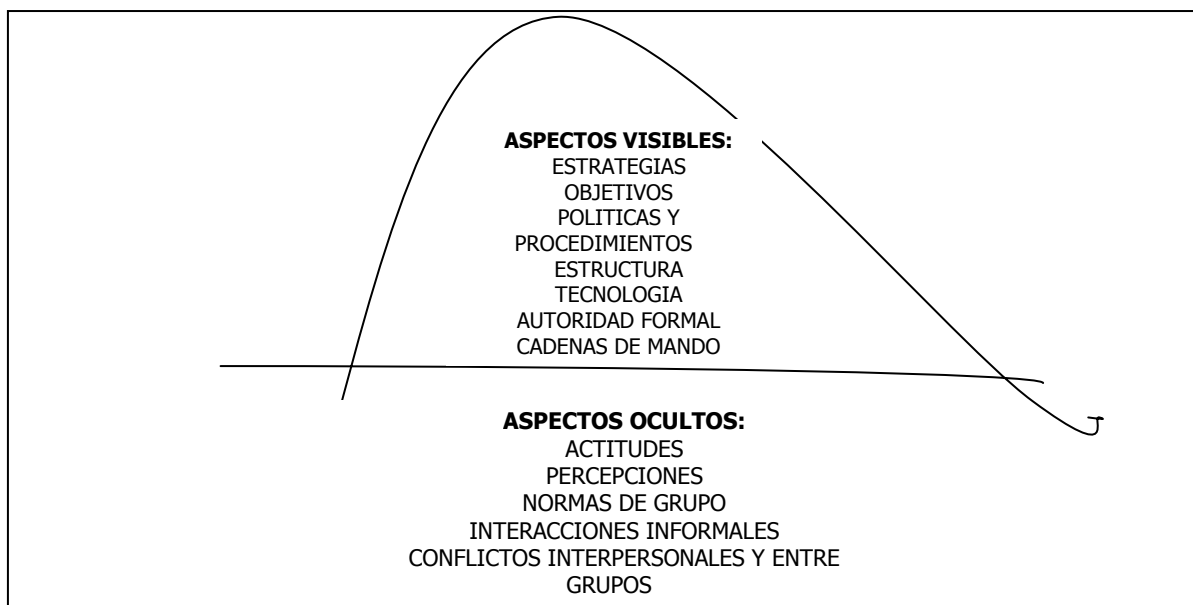 ASPECTOS VISIBLES:
ESTRATEGIAS
OBJETIVOS
POLITICAS Y
PROCEDIMIENTOS
ESTRUCTURA
TECNOLOGIA
AUTORIDAD FORMAL
CADENAS DE MANDO
ASPECTOS OCULTOS:
ACTITUDES
PERCEPCIONES
NORMAS DE GRUPO
INTERACCIONES INFORMALES
CONFLICTOS INTERPERSONALES Y ENTRE
GRUPOS